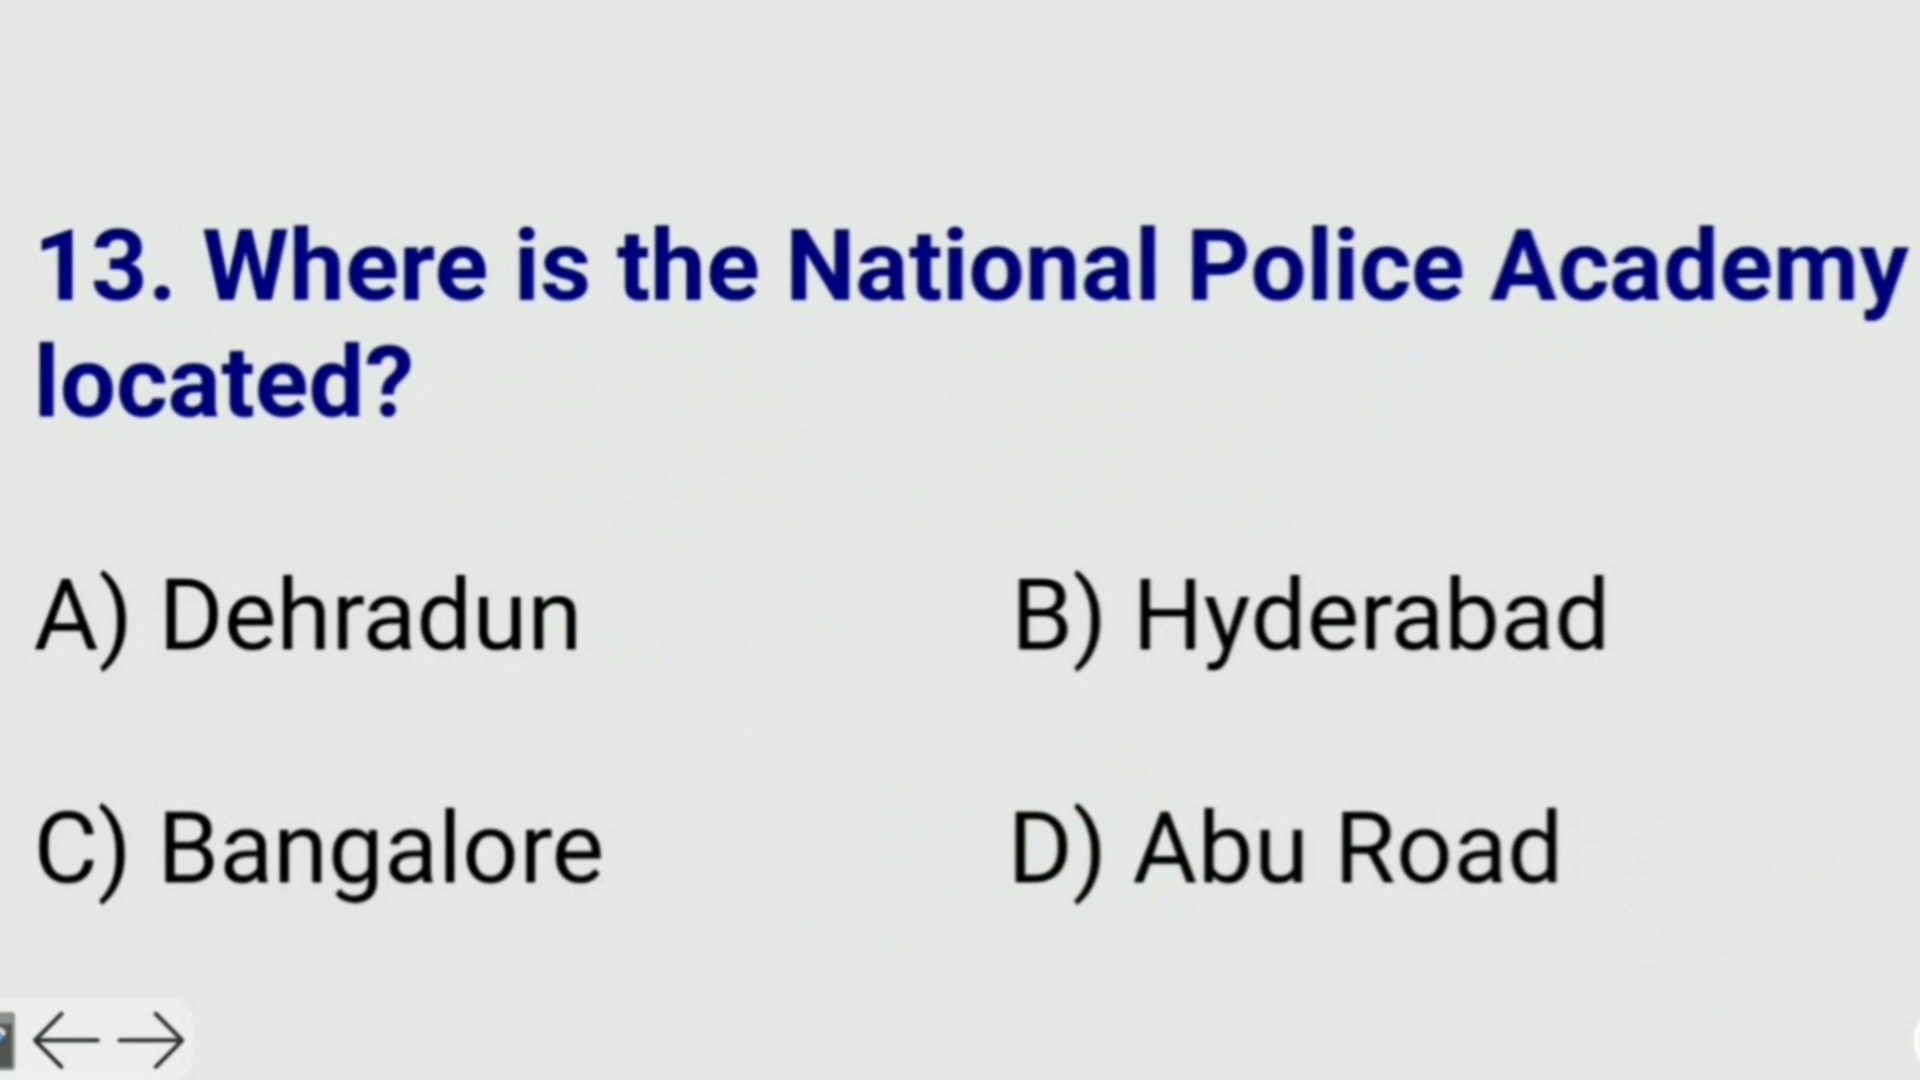 13. Where is the National Police Academy
located?
A) Dehradun
B) Hyderabad
C) Bangalore
D) Abu Road